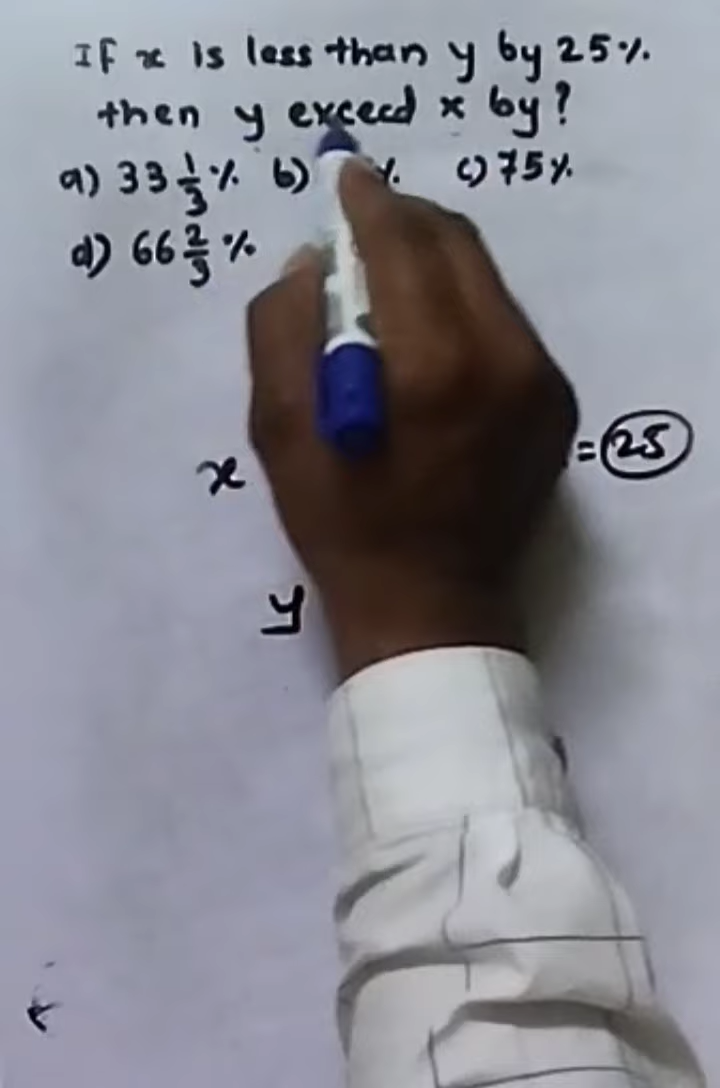 If x is less than y by 25%
then y exceed x by?
a) 33 1/3 % b) %. c) 75%
d) 66 2/3 %
x = 25
y